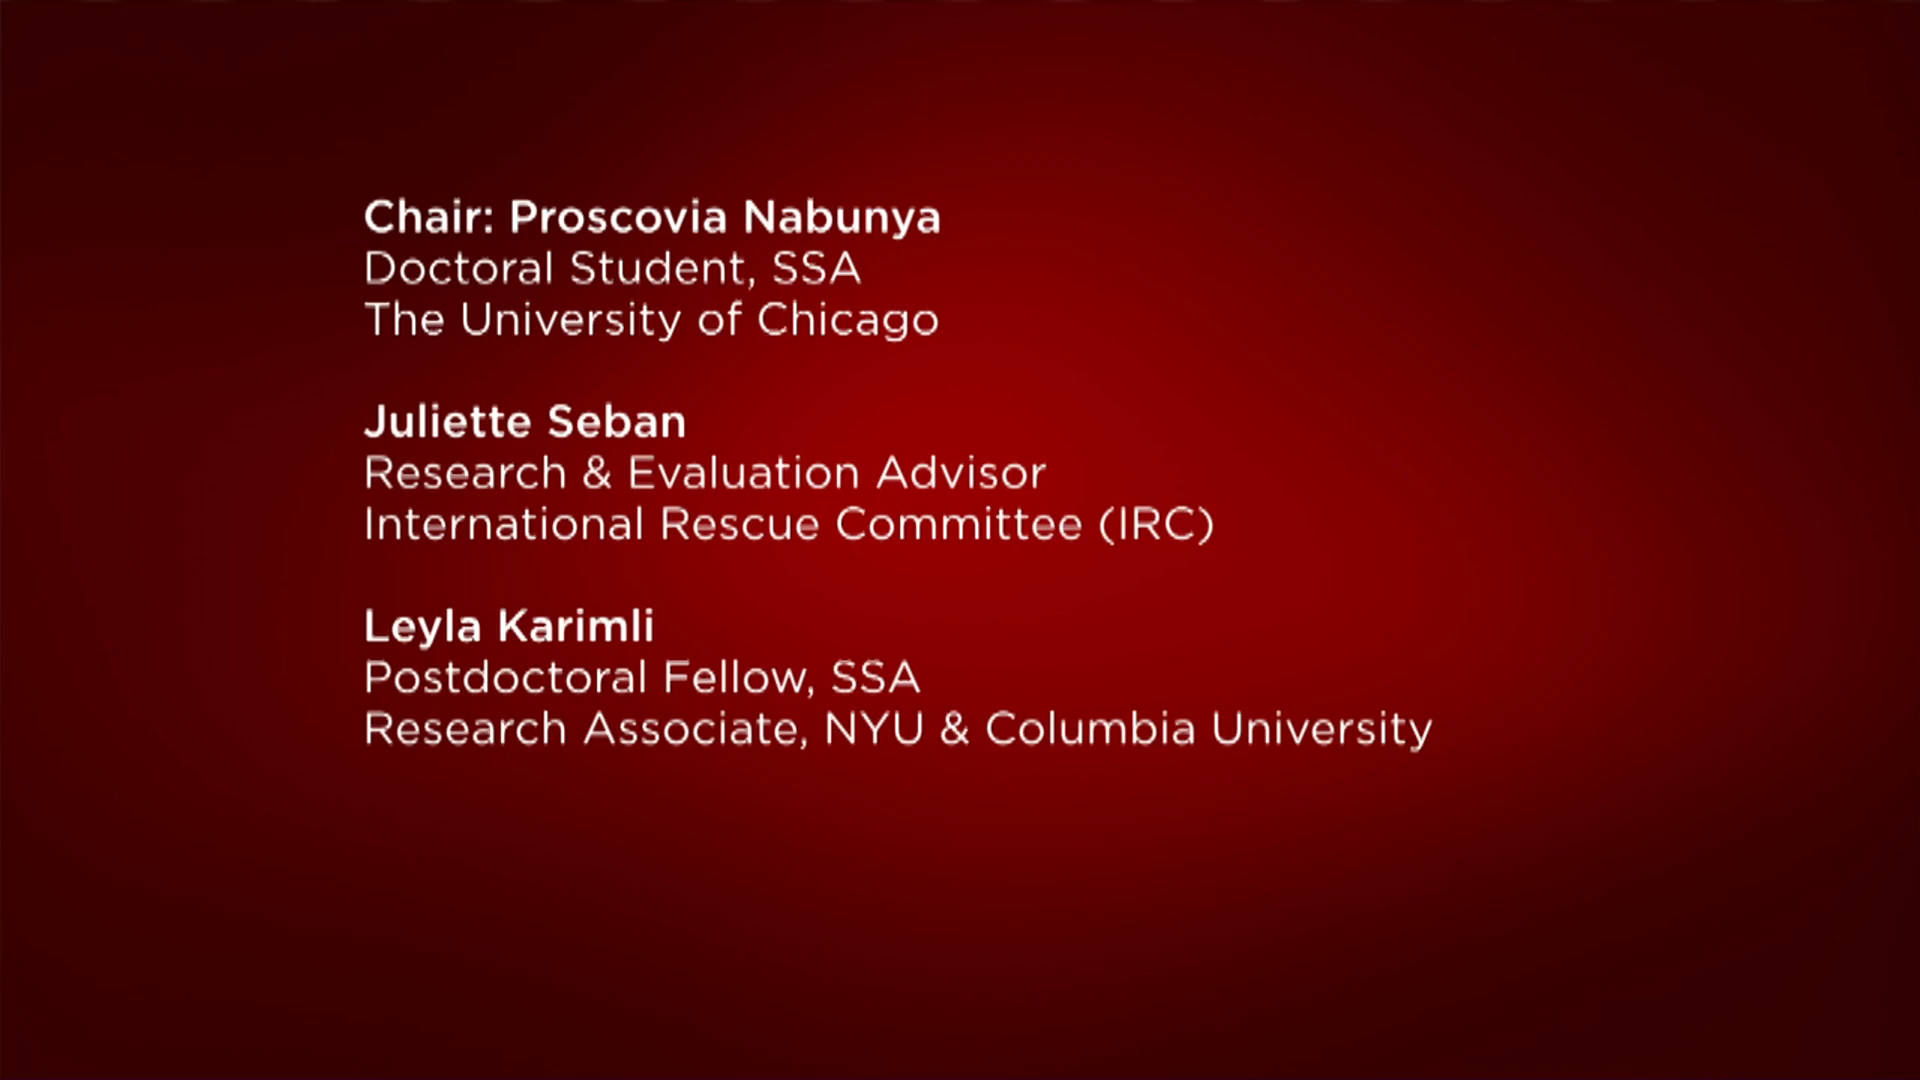 Chair: Proscovia Nabunya
Doctoral Student, SSA
The University of Chicago
Juliette Seban
Research & Evaluation Advisor
International Rescue Committee (IRC)
Leyla Karimli
Postdoctoral Fellow, SSA
Research Associate, NYU & Columbia University